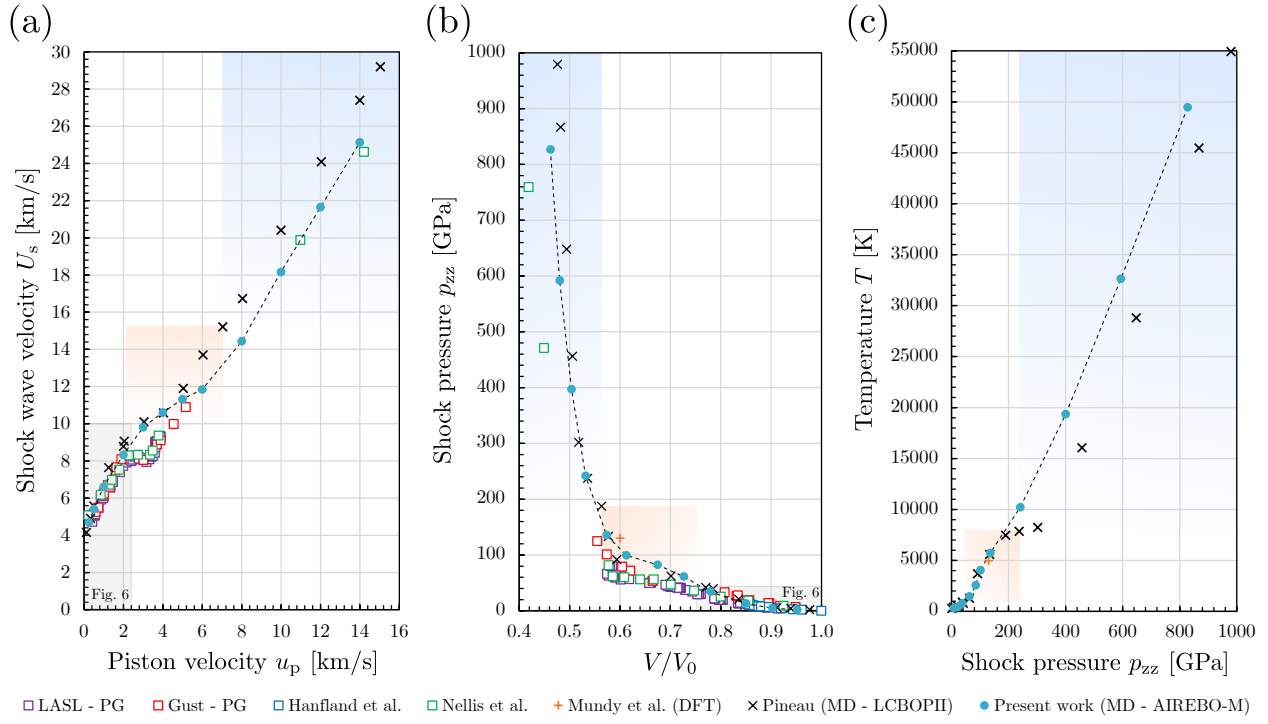 (a)
Shock wave velocity Us [km/s]
30
28
26
24
22
20
18
16
14
12
10
8
6
4
2
0
Fig. 6
0 2 4 6 8 10 12 14 16
Piston velocity up [km/s]
(b)
Shock pressure pzz [GPa]
1000
900
800
700
600
500
400
300
200
100
0
Fig. 6
0.4 0.5 0.6 0.7 0.8 0.9 1.0
V/V0
(c)
Temperature T [K]
55000
50000
45000
40000
35000
30000
25000
20000
15000
10000
5000
0
0 200 400 600 800 1000
Shock pressure pzz [GPa]
LASL - PG Gust - PG Hanfland et al. Nellis et al. Mundy et al. (DFT) Pineau (MD - LCBOPII) Present work (MD - AIREBO-M)